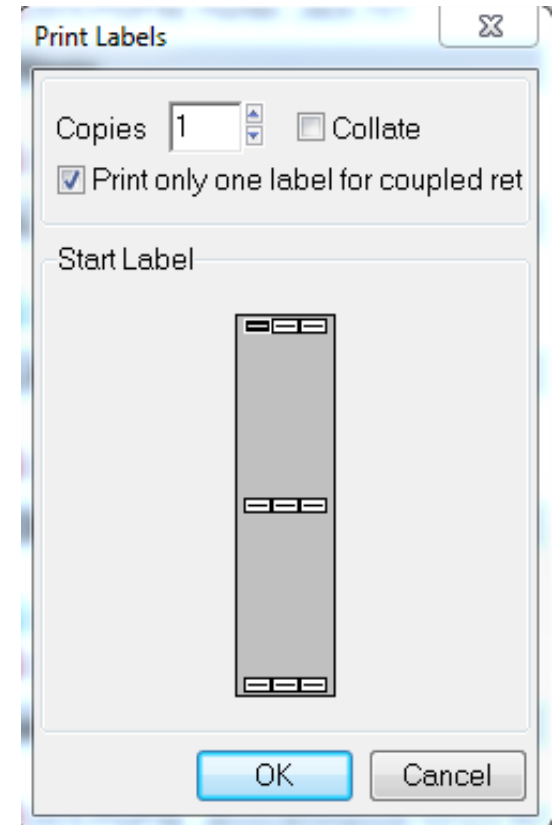 Print Labels
Copies 1 Collate
Print only one label for coupled ret
Start Label
OK Cancel